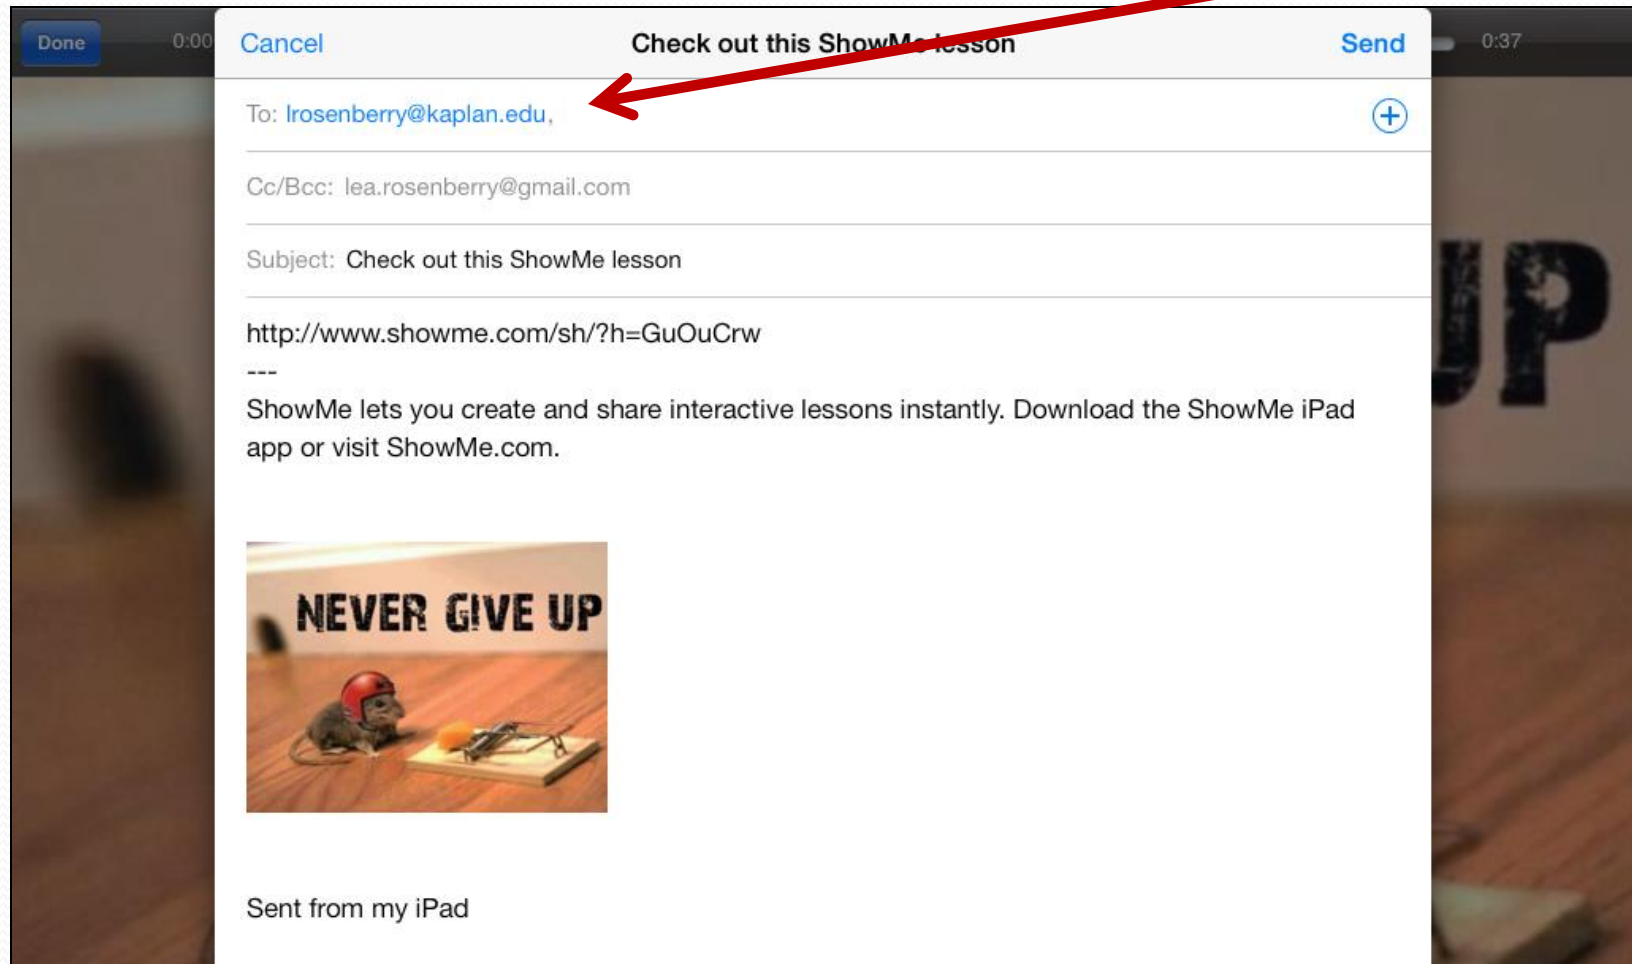 Done 0:00 Cancel Check out this ShowMe lesson Send 0:37
To: lrosenberry@kaplan.edu,
Cc/Bcc: lea.rosenberry@gmail.com
Subject: Check out this ShowMe lesson
UP
http://www.showme.com/sh/?h=GuOuCrw
---
ShowMe lets you create and share interactive lessons instantly. Download the ShowMe iPad
app or visit ShowMe.com.
NEVER GIVE UP
Sent from my iPad